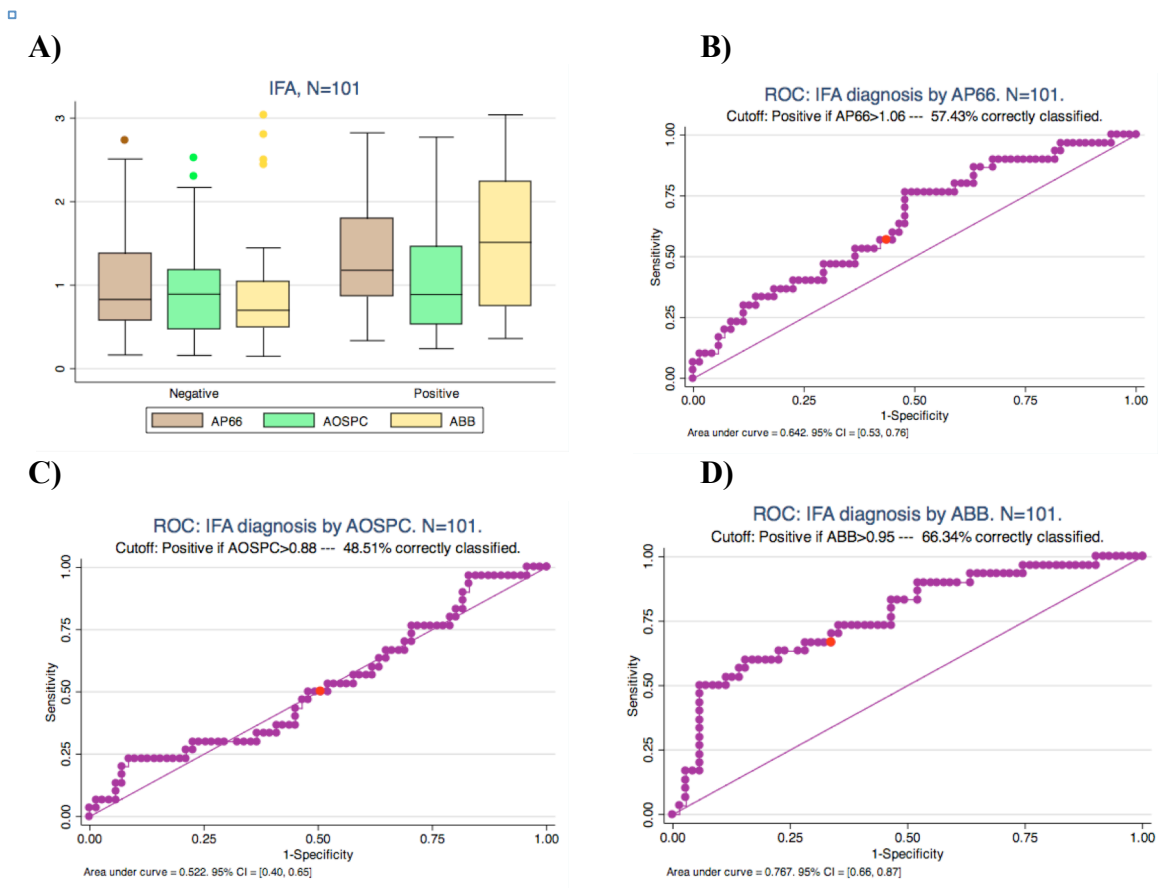 A)
IFA, N=101
3
2
1
0
Negative
Positive
AP66
AOSPC
ABB
B)
ROC: IFA diagnosis by AP66. N=101.
Cutoff: Positive if AP66>1.06 --- 57.43% correctly classified.
1.00
0.75
0.50
0.25
0.00
Sensitivity
0.00
0.25
0.50
0.75
1.00
1-Specificity
Area under curve = 0.642. 95% CI = [0.53, 0.76]
C)
ROC: IFA diagnosis by AOSPC. N=101.
Cutoff: Positive if AOSPC>0.88 --- 48.51% correctly classified.
1.00
0.75
0.50
0.25
0.00
Sensitivity
0.00
0.25
0.50
0.75
1.00
1-Specificity
Area under curve = 0.522. 95% CI = [0.40, 0.65]
D)
ROC: IFA diagnosis by ABB. N=101.
Cutoff: Positive if ABB>0.95 --- 66.34% correctly classified.
1.00
0.75
0.50
0.25
0.00
Sensitivity
0.00
0.25
0.50
0.75
1.00
1-Specificity
Area under curve = 0.767. 95% CI = [0.66, 0.87]